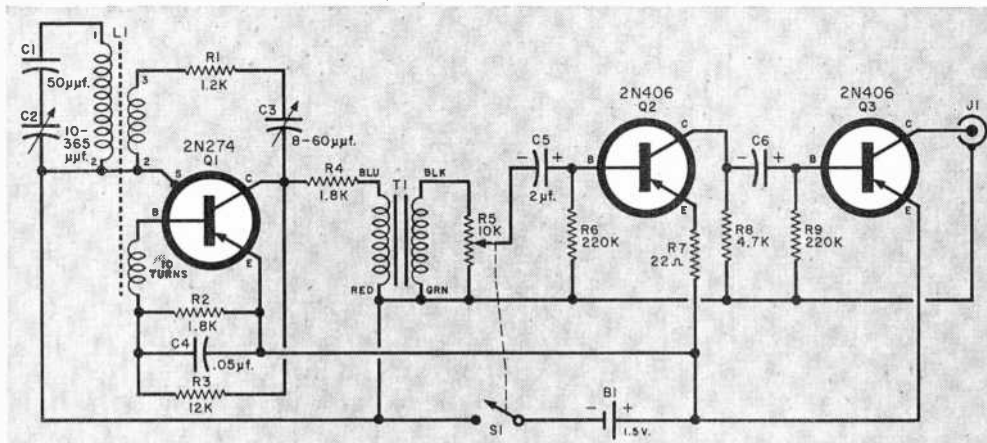 C1
50µµf.
C2
10-
365
µµf.
1
L1
2
3
2
R1
1.2K
C3
8-60µµf.
2N274
Q1
S
C
B
E
10
TURNS
R2
1.8K
C4
.05µf.
R3
12K
R4
1.8K
BLU
T1
BLK
RED
GRN
R5
10K
C5
- +
2µf.
R6
220K
2N406
Q2
B
C
E
R7
22Ω
R8
4.7K
- C6 +
R9
220K
2N406
Q3
B
C
E
J1
S1
- B1 +
1.5V.